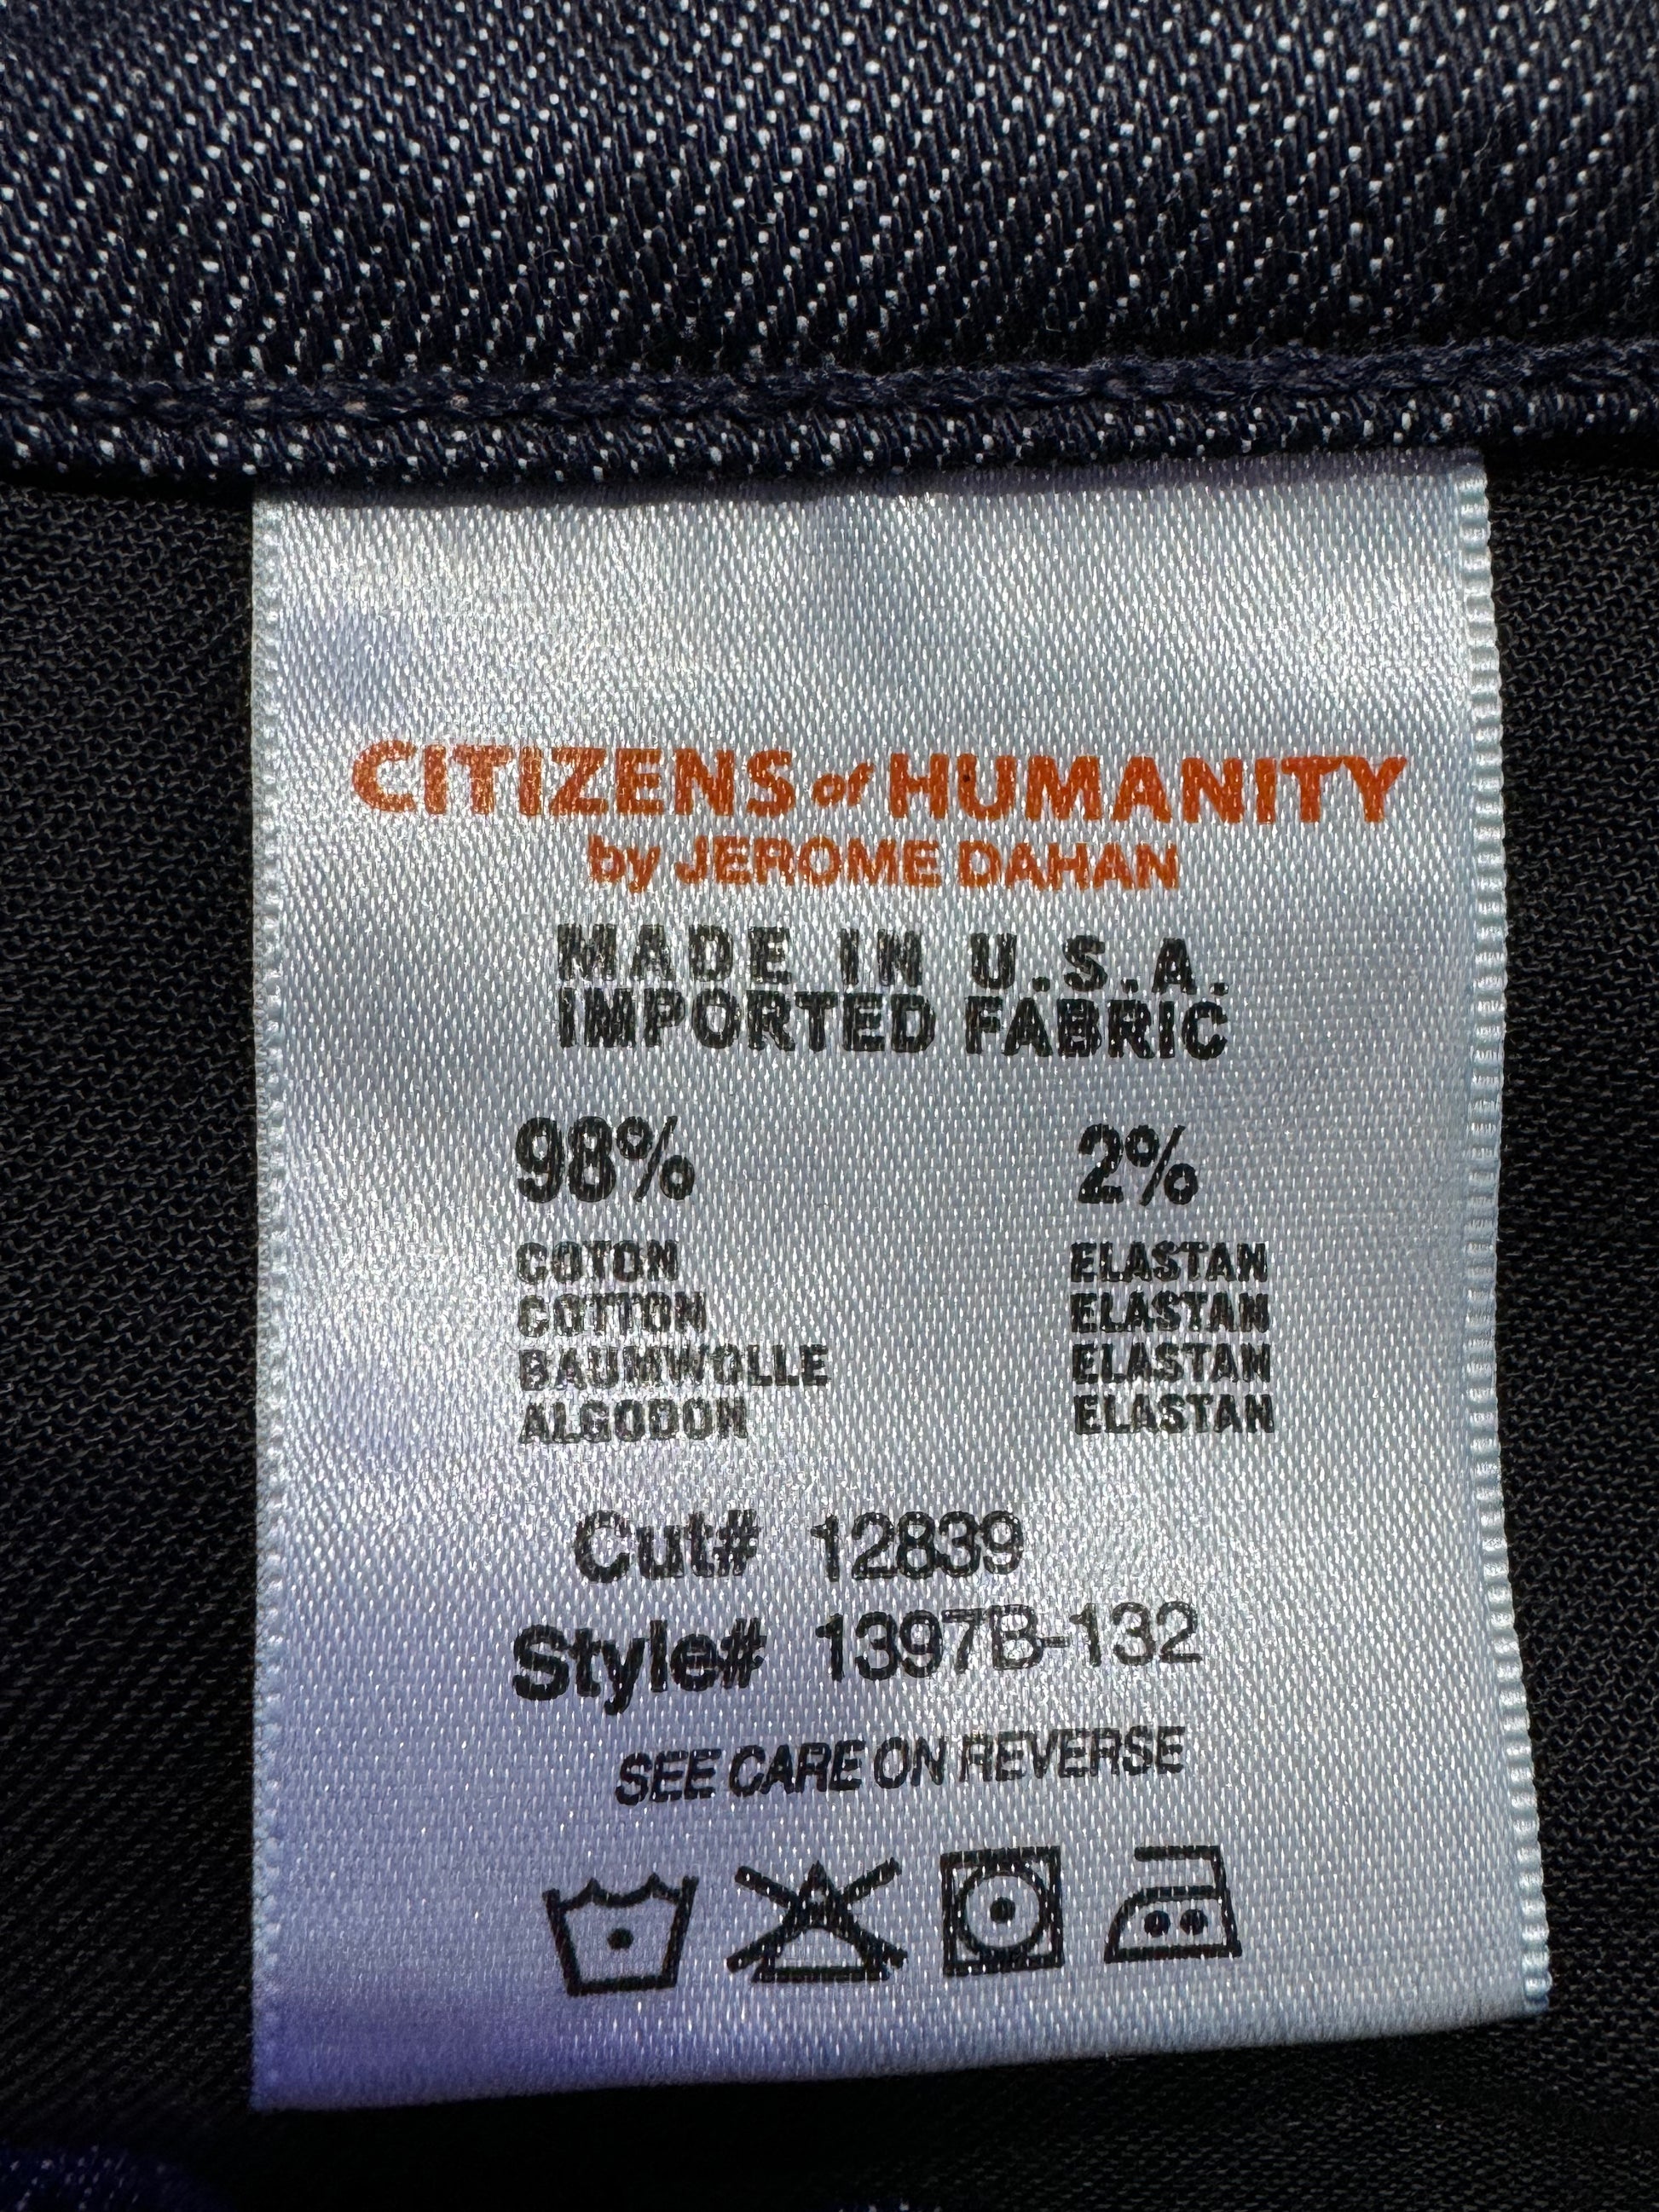 CITIZENS of HUMANITY
by JEROME DAHAN
MADE IN U.S.A.
IMPORTED FABRIC
98% 2%
COTON ELASTAN
COTTON ELASTAN
BAUMWOLLE ELASTAN
ALGODON ELASTAN
Cut# 12839
Style# 1397B-132
SEE CARE ON REVERSE